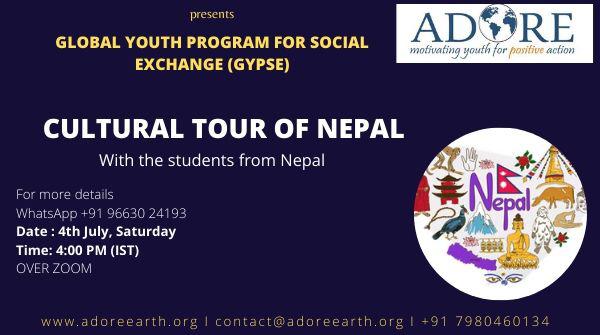 presents
GLOBAL YOUTH PROGRAM FOR SOCIAL
EXCHANGE (GYPSE)
ADORE
motivating youth for positive action
CULTURAL TOUR OF NEPAL
With the students from Nepal
For more details
WhatsApp +91 96630 24193
Date : 4th July, Saturday
Time: 4:00 PM (IST)
OVER ZOOM
Nepal
www.adoreearth.org I contact@adoreearth.org I +91 7980460134